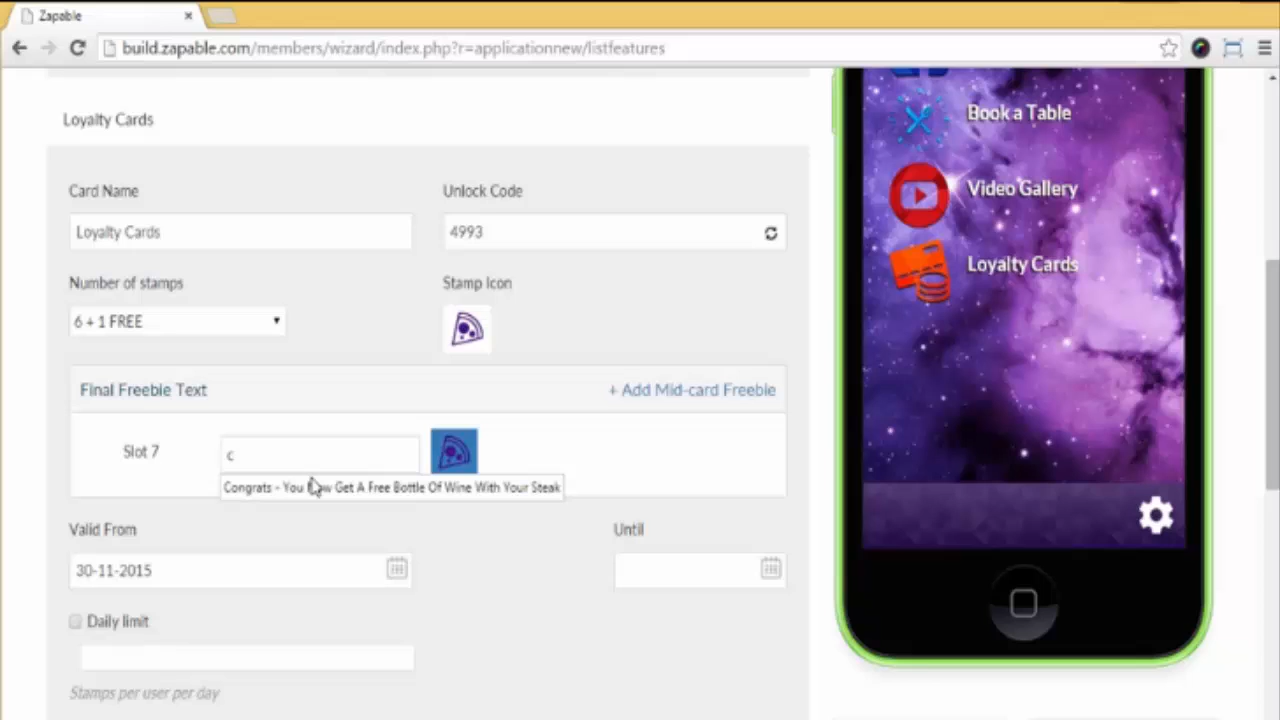 Zapable
build.zapable.com/members/wizard/index.php?r=applicationnew/listfeatures
Loyalty Cards
Card Name
Unlock Code
Loyalty Cards
4993
Number of stamps
Stamp Icon
6 + 1 FREE
Final Freebie Text
+ Add Mid-card Freebie
Slot 7
c
Congrats - You Now Get A Free Bottle Of Wine With Your Steak
Valid From
Until
30-11-2015
Daily limit
Stamps per user per day
Book a Table
Video Gallery
Loyalty Cards